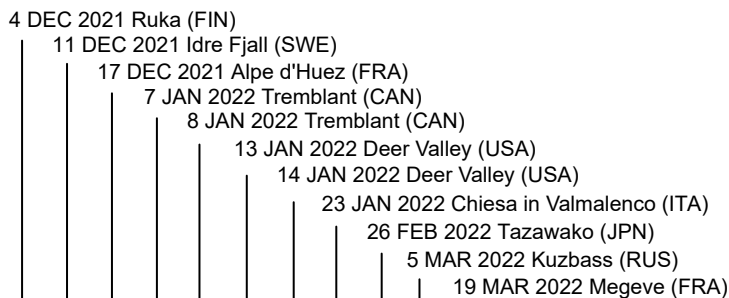 4 DEC 2021 Ruka (FIN)
11 DEC 2021 Idre Fjall (SWE)
17 DEC 2021 Alpe d'Huez (FRA)
7 JAN 2022 Tremblant (CAN)
8 JAN 2022 Tremblant (CAN)
13 JAN 2022 Deer Valley (USA)
14 JAN 2022 Deer Valley (USA)
23 JAN 2022 Chiesa in Valmalenco (ITA)
26 FEB 2022 Tazawako (JPN)
5 MAR 2022 Kuzbass (RUS)
19 MAR 2022 Megeve (FRA)